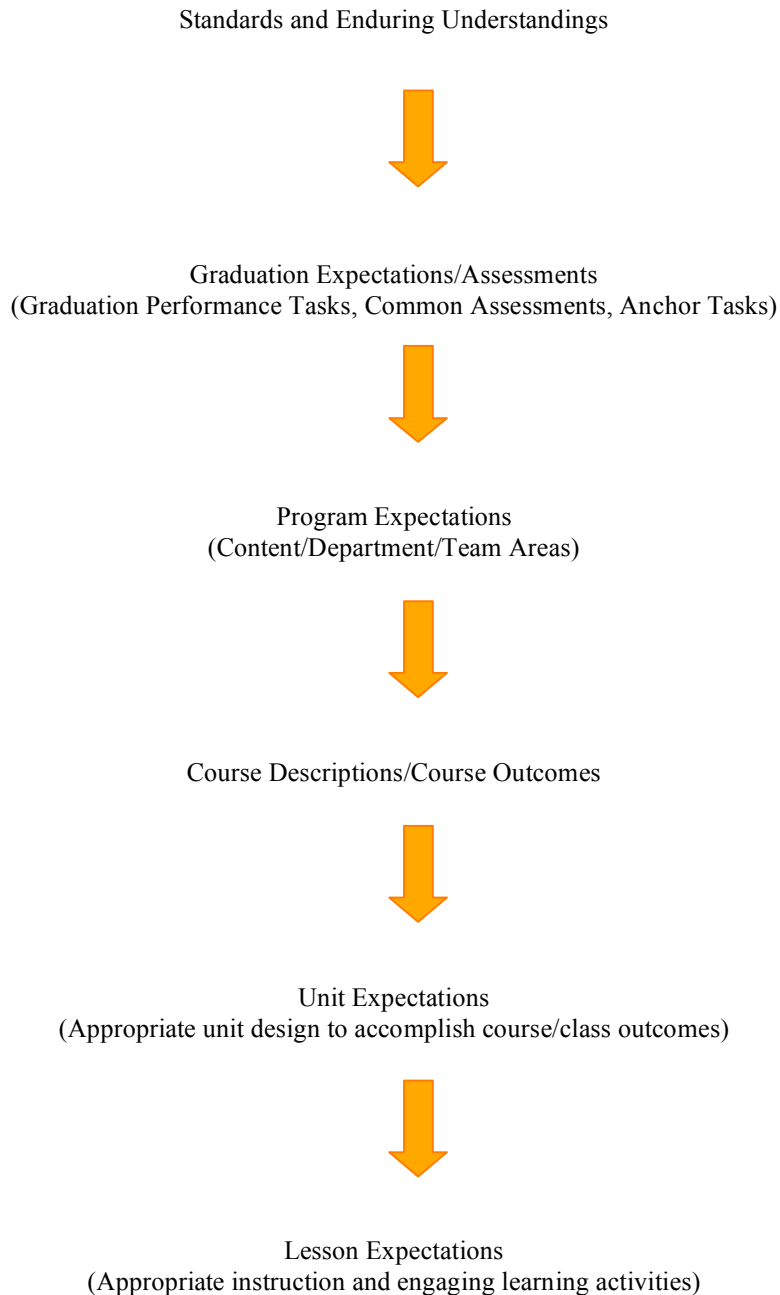 Standards and Enduring Understandings
Graduation Expectations/Assessments
(Graduation Performance Tasks, Common Assessments, Anchor Tasks)
Program Expectations
(Content/Department/Team Areas)
Course Descriptions/Course Outcomes
Unit Expectations
(Appropriate unit design to accomplish course/class outcomes)
Lesson Expectations
(Appropriate instruction and engaging learning activities)